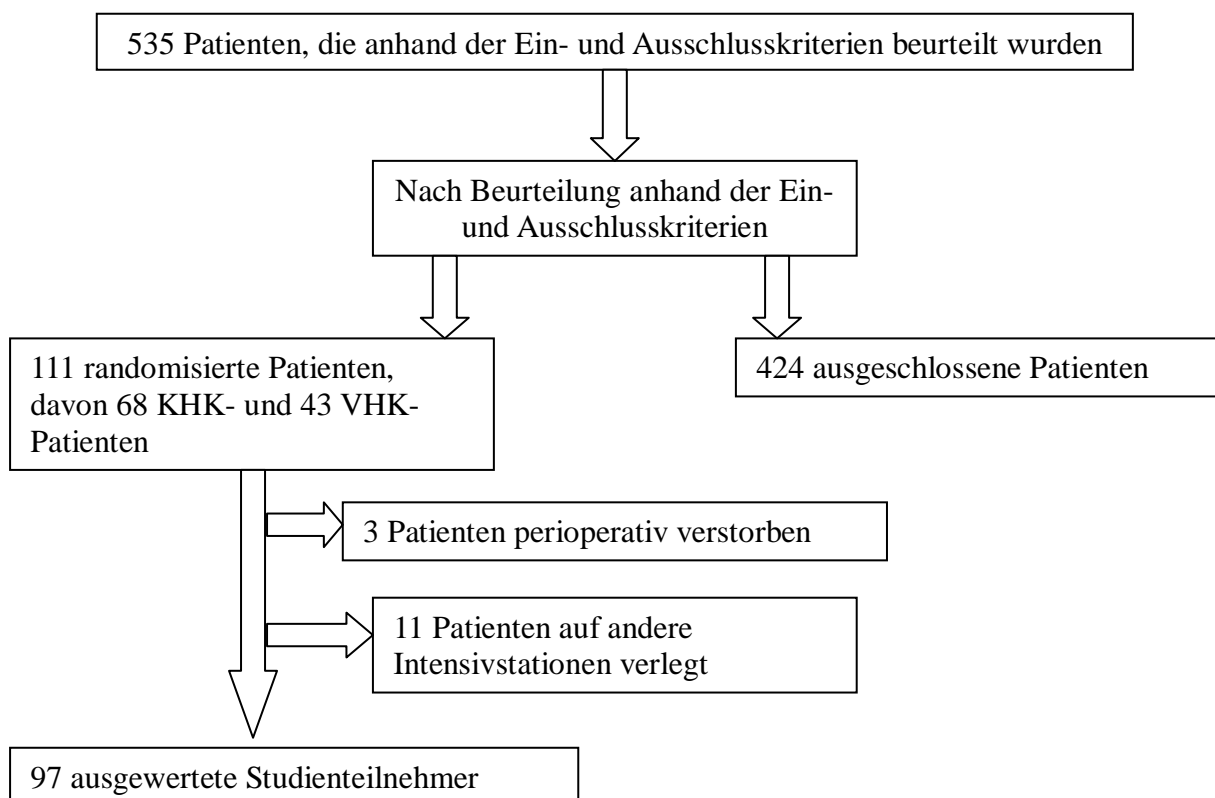 535 Patienten, die anhand der Ein- und Ausschlusskriterien beurteilt wurden
Nach Beurteilung anhand der Ein-
und Ausschlusskriterien
111 randomisierte Patienten,
davon 68 KHK- und 43 VHK-
Patienten
424 ausgeschlossene Patienten
3 Patienten perioperativ verstorben
11 Patienten auf andere
Intensivstationen verlegt
97 ausgewertete Studienteilnehmer